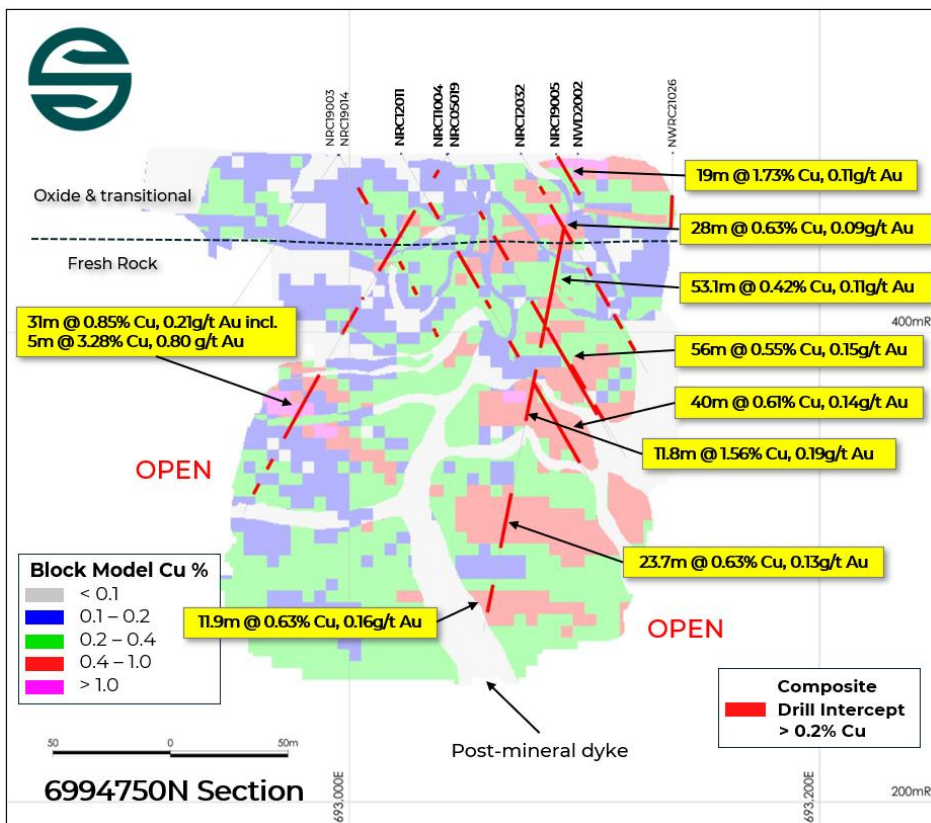 NRC19003
NRC19014
NRC12011
NRC11004
NRC05019
NRC12032
NRC19005
NWD2002
NWRC21026
Oxide & transitional
Fresh Rock
19m @ 1.73% Cu, 0.11g/t Au
28m @ 0.63% Cu, 0.09g/t Au
53.1m @ 0.42% Cu, 0.11g/t Au
400mR
31m @ 0.85% Cu, 0.21g/t Au incl.
5m @ 3.28% Cu, 0.80 g/t Au
56m @ 0.55% Cu, 0.15g/t Au
40m @ 0.61% Cu, 0.14g/t Au
11.8m @ 1.56% Cu, 0.19g/t Au
OPEN
23.7m @ 0.63% Cu, 0.13g/t Au
Block Model Cu %
< 0.1
0.1 – 0.2
0.2 – 0.4
0.4 – 1.0
> 1.0
11.9m @ 0.63% Cu, 0.16g/t Au
OPEN
Composite
Drill Intercept
> 0.2% Cu
Post-mineral dyke
50
0
50m
6994750N Section
693,000E
693,200E
200mR